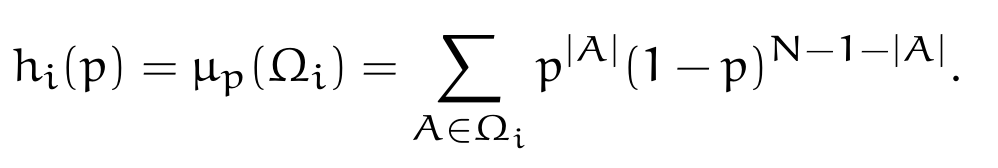 h_i(p) = μ_p(Ω_i) = ∑_{A∈Ω_i} p^{|A|}(1 − p)^{N−1−|A|}.